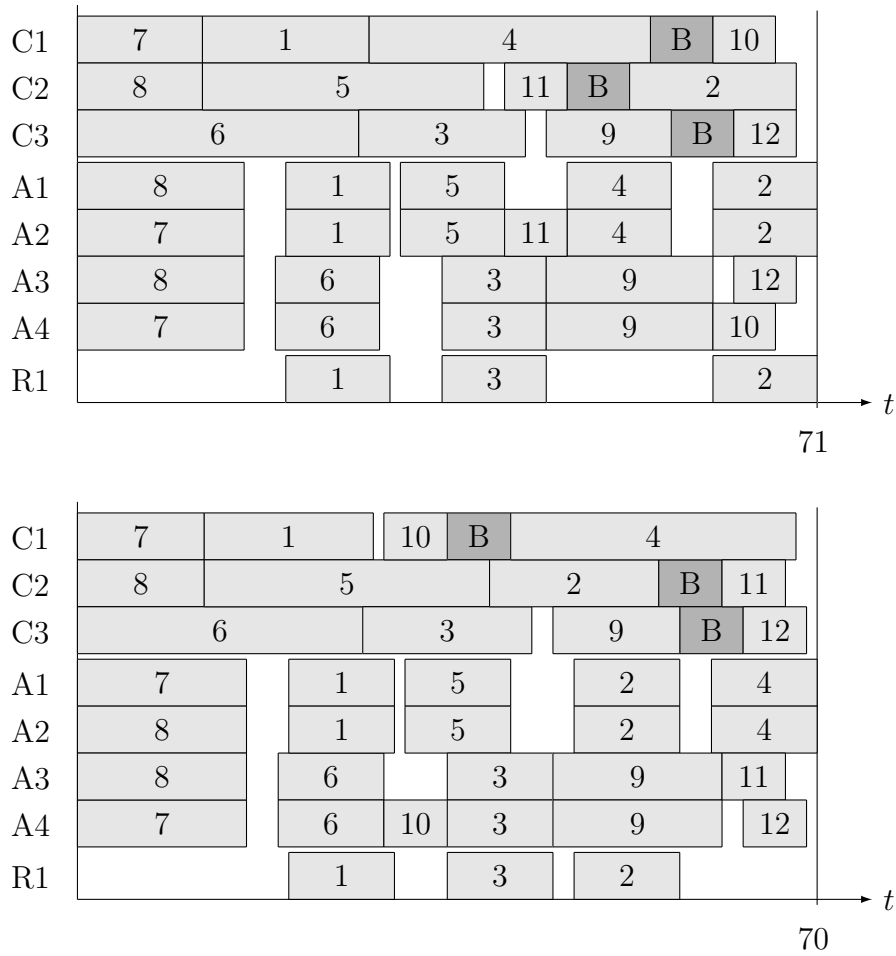 C1 7 1 4 B 10
C2 8 5 11 B 2
C3 6 3 9 B 12
A1 8 1 5 4 2
A2 7 1 5 11 4 2
A3 8 6 3 9 12
A4 7 6 3 9 10
R1 1 3 2
t
71
C1 7 1 10 B 4
C2 8 5 2 B 11
C3 6 3 9 B 12
A1 7 1 5 2 4
A2 8 1 5 2 4
A3 8 6 3 9 11
A4 7 6 10 3 9 12
R1 1 3 2
t
70